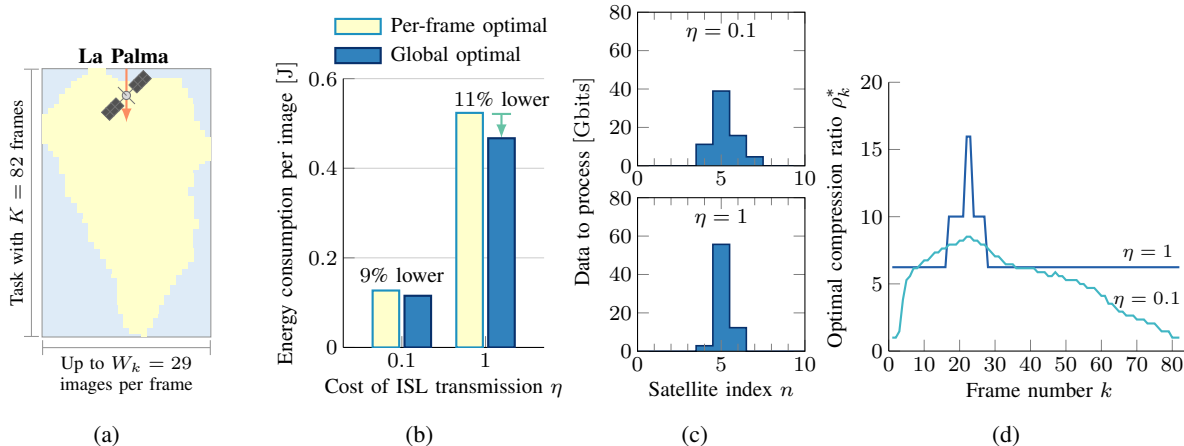 La Palma
Task with K = 82 frames
Up to W_k = 29
images per frame
(a)
Per-frame optimal
Global optimal
Energy consumption per image [J]
0.6
0.4
0.2
0
9% lower
11% lower
0.1
1
Cost of ISL transmission η
(b)
Data to process [Gbits]
η = 0.1
80
60
40
20
0
0
5
10
η = 1
80
60
40
20
0
0
5
10
Satellite index n
(c)
Optimal compression ratio ρ*_k
20
15
10
5
0
η = 1
η = 0.1
10
20
30
40
50
60
70
80
Frame number k
(d)